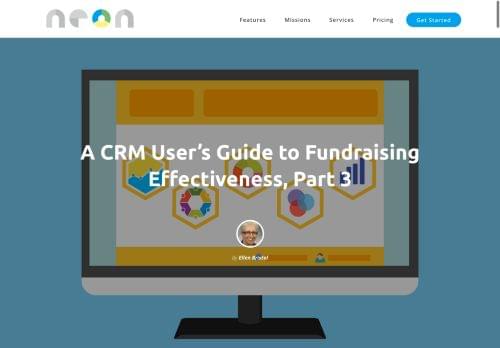 neon
Features
Missions
Services
Pricing
Get Started
A CRM User’s Guide to Fundraising
Effectiveness, Part 3
By Ellen Bristol